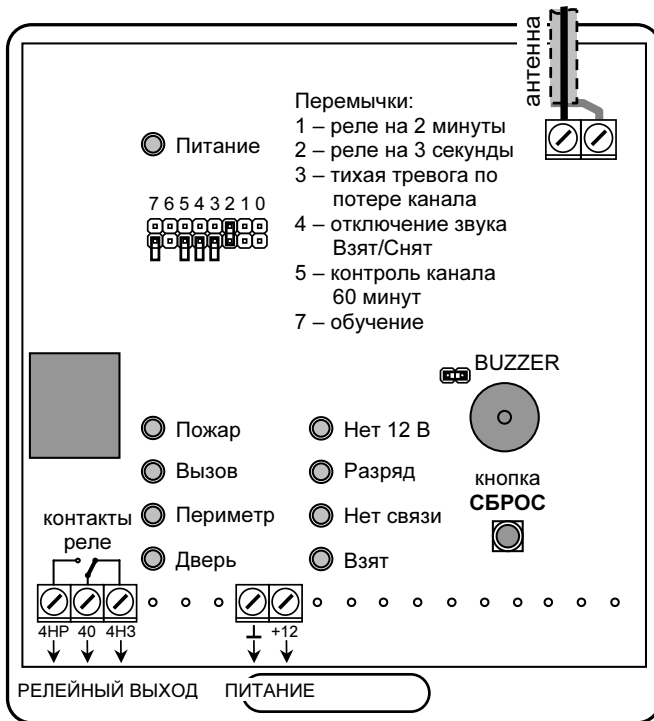 антенна
Перемычки:
1 – реле на 2 минуты
2 – реле на 3 секунды
3 – тихая тревога по
потере канала
4 – отключение звука
Взят/Снят
5 – контроль канала
60 минут
7 – обучение
Питание
7 6 5 4 3 2 1 0
BUZZER
Пожар
Нет 12 В
Вызов
Разряд
кнопка
СБРОС
контакты
реле
Периметр
Нет связи
Дверь
Взят
4НР 40 4НЗ
+12
РЕЛЕЙНЫЙ ВЫХОД
ПИТАНИЕ